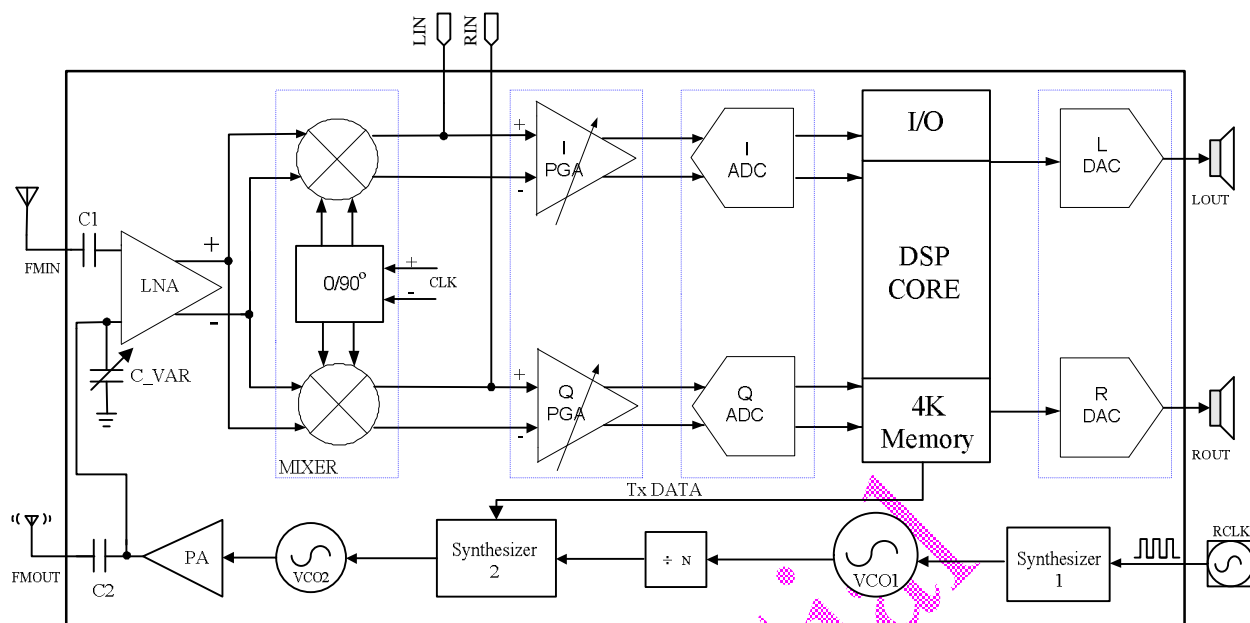 LIN
RIN
I/O
+
I
PGA
-
I
ADC
L
DAC
LOUT
C1
FMIN
+
LNA
-
0/90°
+
CLK
-
DSP
CORE
C_VAR
+
Q
PGA
-
Q
ADC
4K
Memory
R
DAC
ROUT
MIXER
Tx DATA
RCLK
PA
VCO2
Synthesizer
2
÷ N
VCO1
Synthesizer
1
FMOUT
C2